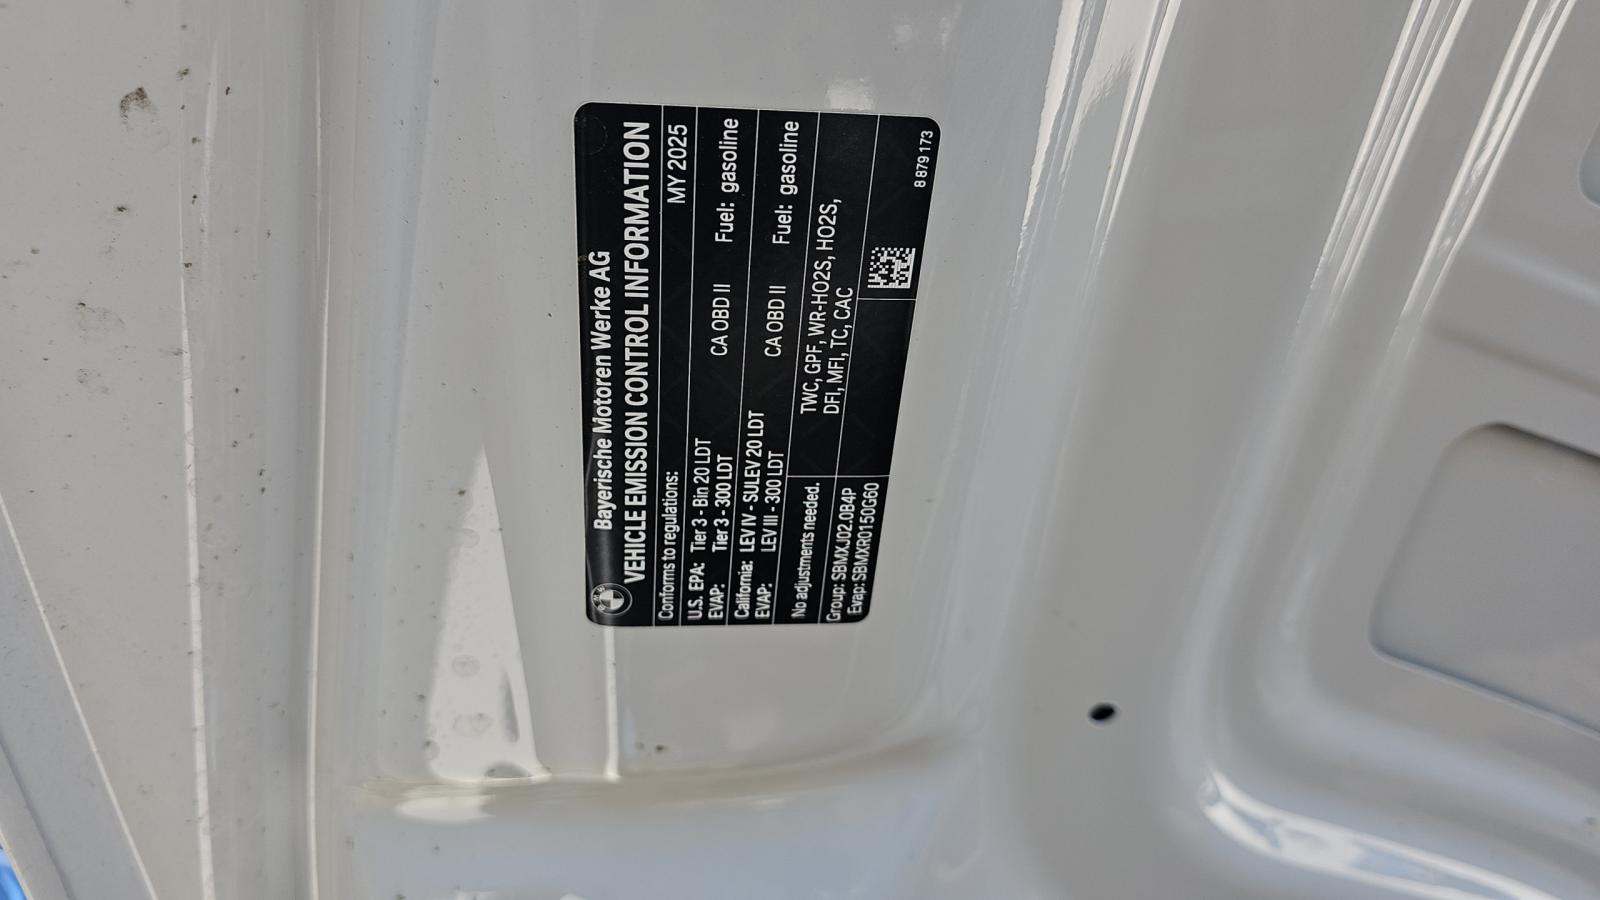 Bayerische Motoren Werke AG
VEHICLE EMISSION CONTROL INFORMATION
Conforms to regulations: MY 2025
U.S. EPA: Tier 3 - Bin 20 LDT CA OBD II Fuel: gasoline
EVAP: Tier 3 - 300 LDT
California: LEV IV - SULEV 20 LDT CA OBD II Fuel: gasoline
EVAP: LEV III - 300 LDT
No adjustments needed. TWC, GPF, WR-HO2S, HO2S,
DFI, MFI, TC, CAC
Group: SBMXJ02.0B4P
Evap: SBMXR0150G60
8 879 173
BMW